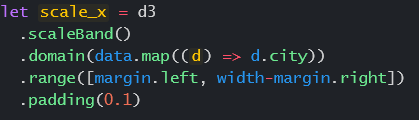 let scale_x = d3
.scaleBand()
.domain(data.map((d) => d.city))
.range([margin.left, width-margin.right])
.padding(0.1)